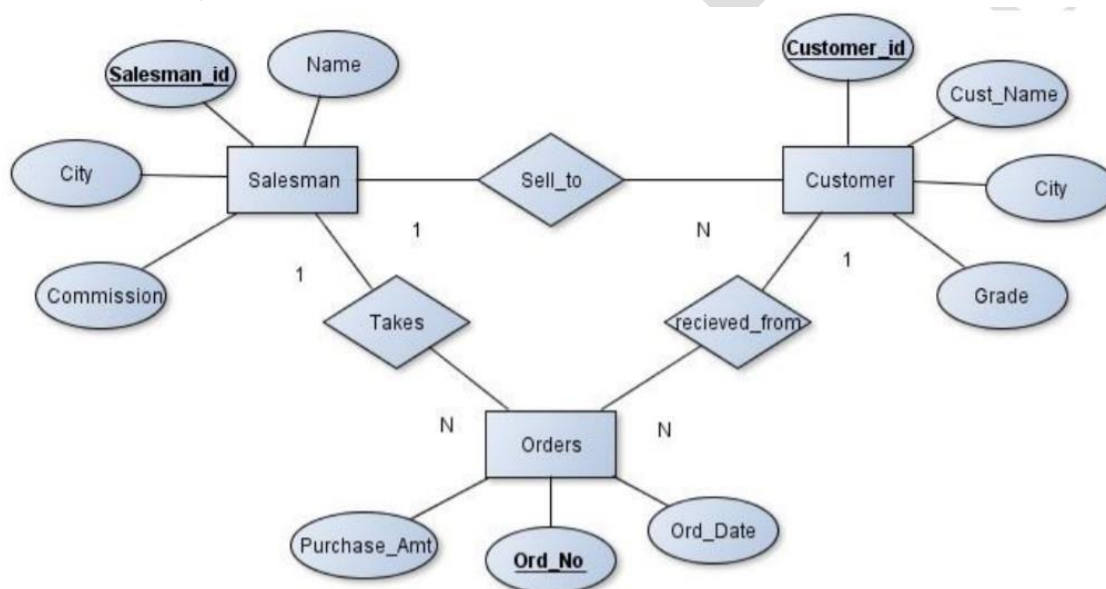 Customer_id
Salesman_id
Name
Cust_Name
City
Salesman
Sell_to
Customer
City
1
N
1
1
Commission
Grade
Takes
recieved_from
N
N
Orders
Purchase_Amt
Ord_No
Ord_Date